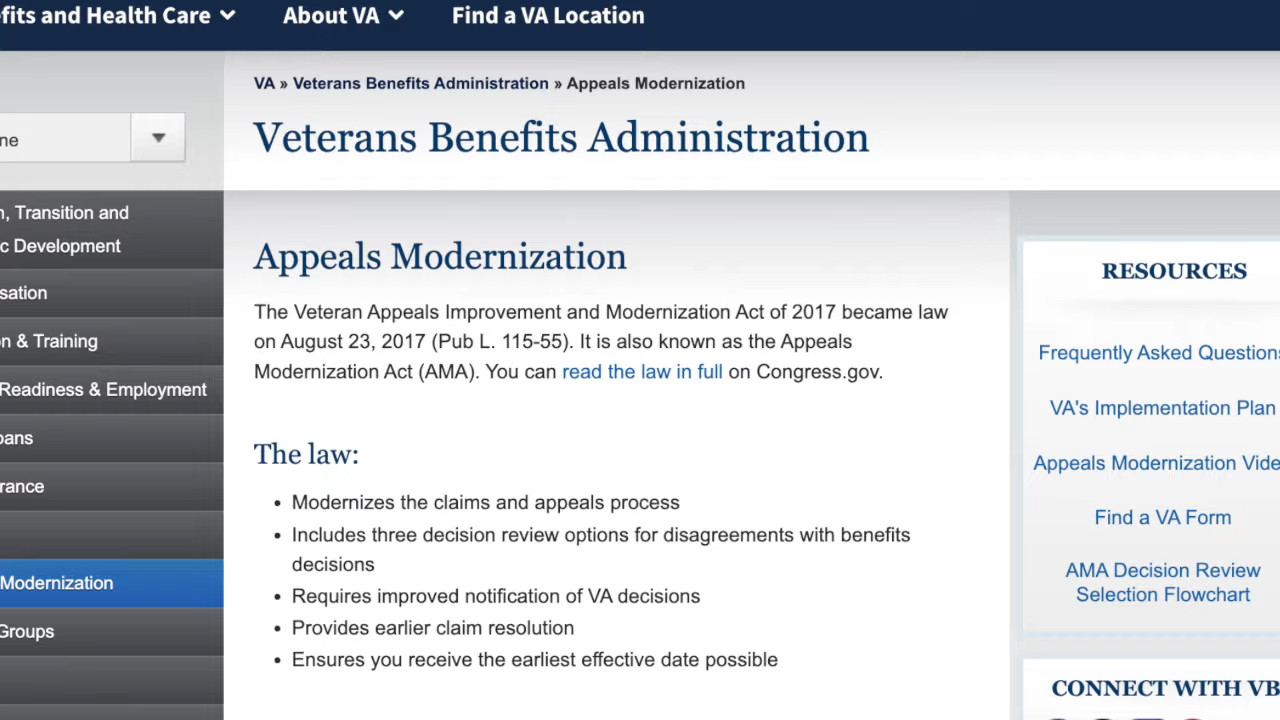 fits and Health Care About VA Find a VA Location
VA » Veterans Benefits Administration » Appeals Modernization
Veterans Benefits Administration
ne
n, Transition and
c Development
sation
n & Training
Readiness & Employment
oans
rance
Modernization
Groups
Appeals Modernization
The Veteran Appeals Improvement and Modernization Act of 2017 became law
on August 23, 2017 (Pub L. 115-55). It is also known as the Appeals
Modernization Act (AMA). You can read the law in full on Congress.gov.
The law:
• Modernizes the claims and appeals process
• Includes three decision review options for disagreements with benefits
decisions
• Requires improved notification of VA decisions
• Provides earlier claim resolution
• Ensures you receive the earliest effective date possible
RESOURCES
Frequently Asked Questions
VA's Implementation Plan
Appeals Modernization Vide
Find a VA Form
AMA Decision Review
Selection Flowchart
CONNECT WITH VB